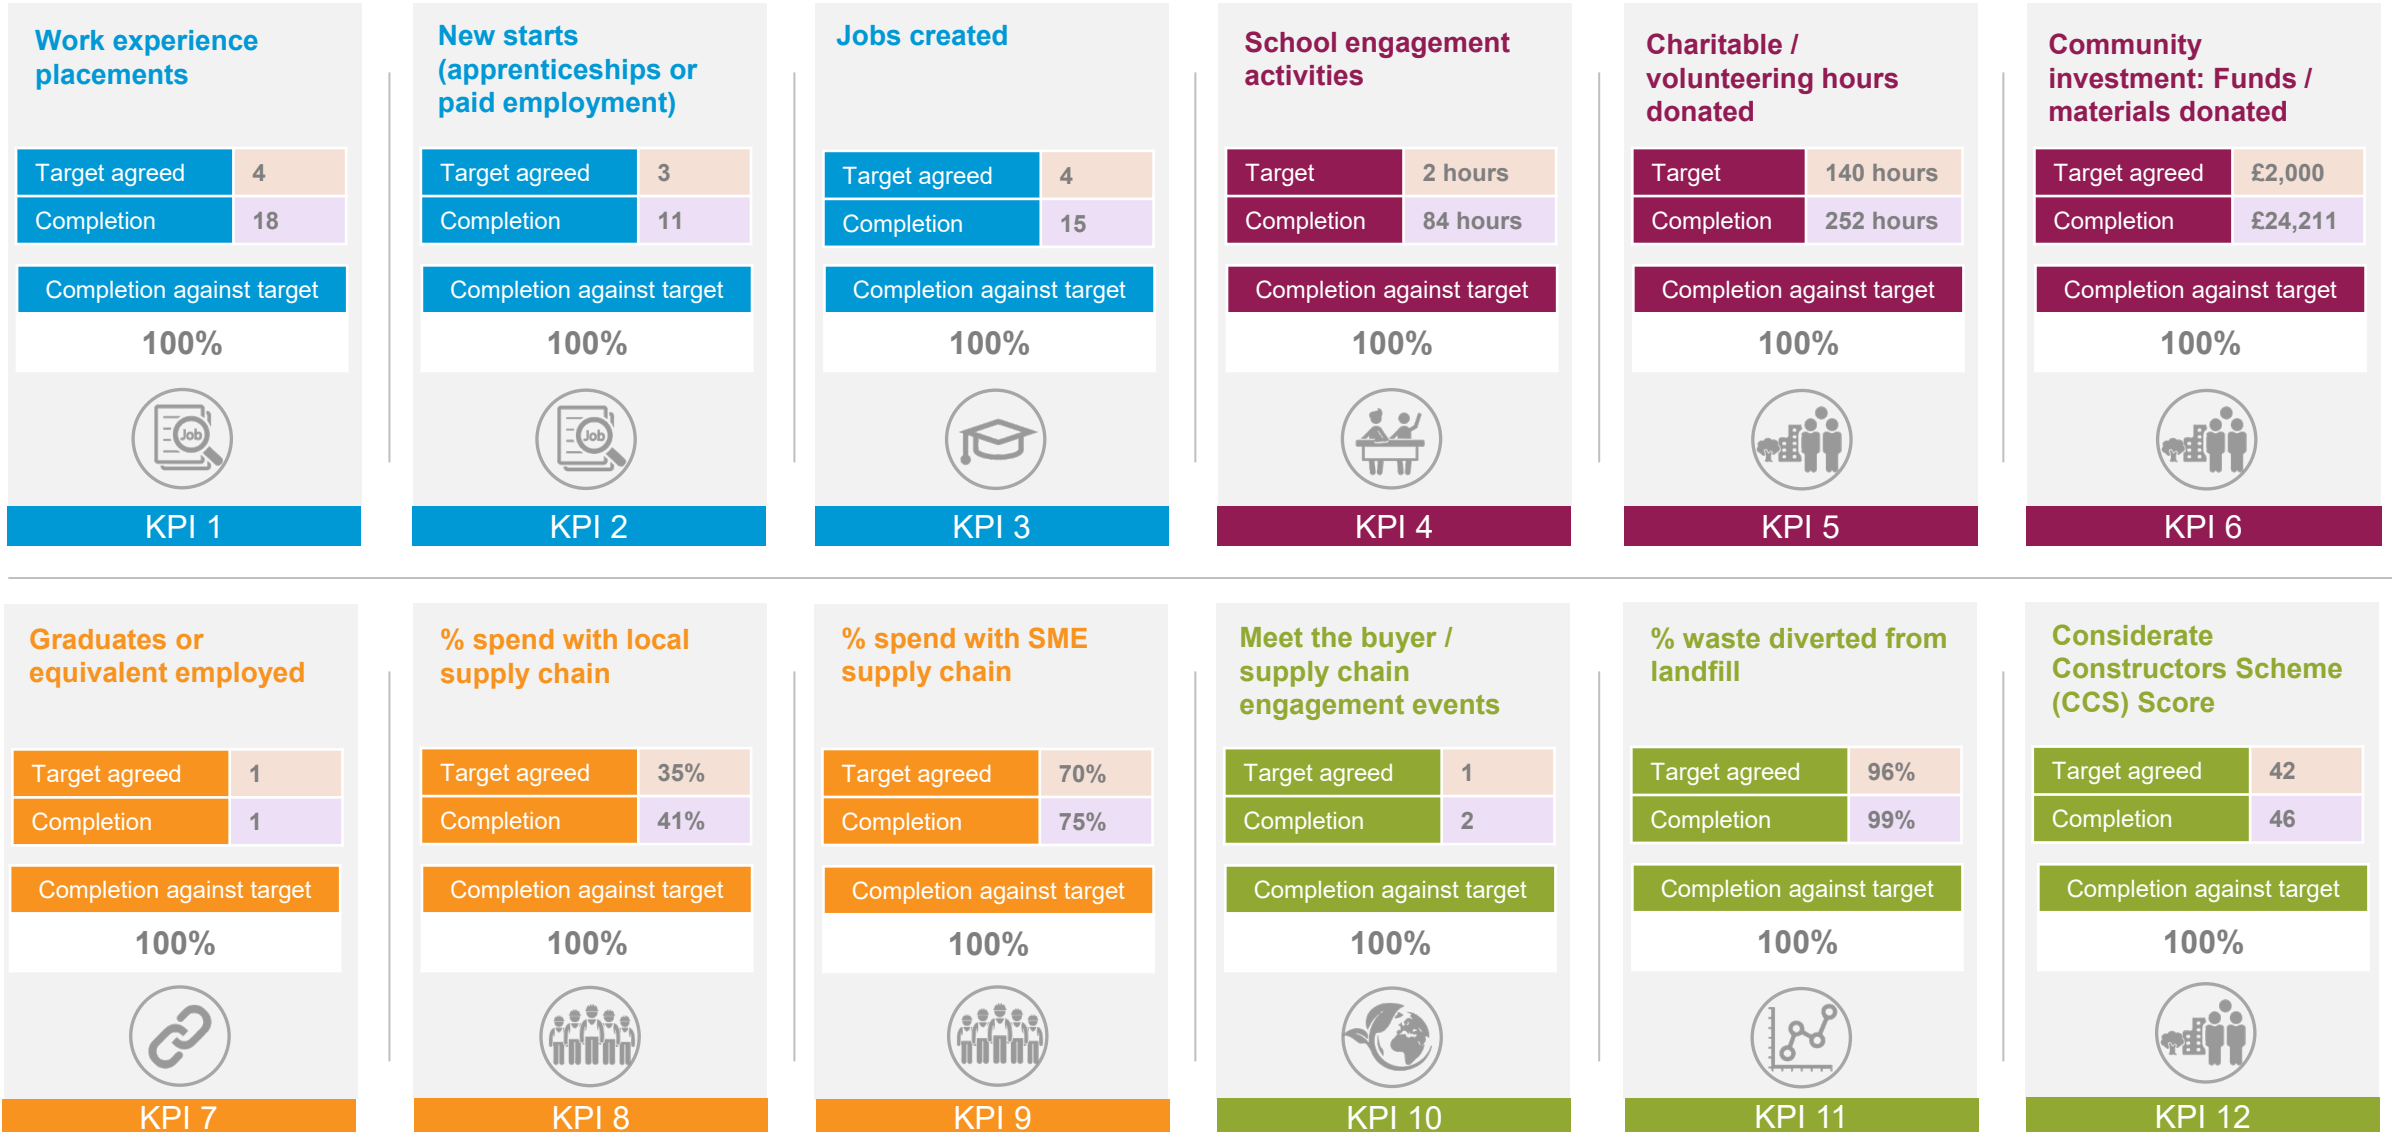 Work experience
placements
Target agreed 4
Completion 18
Completion against target
100%
Job
KPI 1
New starts
(apprenticeships or
paid employment)
Target agreed 3
Completion 11
Completion against target
100%
Job
KPI 2
Jobs created
Target agreed 4
Completion 15
Completion against target
100%
KPI 3
School engagement
activities
Target 2 hours
Completion 84 hours
Completion against target
100%
KPI 4
Charitable /
volunteering hours
donated
Target 140 hours
Completion 252 hours
Completion against target
100%
KPI 5
Community
investment: Funds /
materials donated
Target agreed £2,000
Completion £24,211
Completion against target
100%
KPI 6
Graduates or
equivalent employed
Target agreed 1
Completion 1
Completion against target
100%
KPI 7
% spend with local
supply chain
Target agreed 35%
Completion 41%
Completion against target
100%
KPI 8
% spend with SME
supply chain
Target agreed 70%
Completion 75%
Completion against target
100%
KPI 9
Meet the buyer /
supply chain
engagement events
Target agreed 1
Completion 2
Completion against target
100%
KPI 10
% waste diverted from
landfill
Target agreed 96%
Completion 99%
Completion against target
100%
KPI 11
Considerate
Constructors Scheme
(CCS) Score
Target agreed 42
Completion 46
Completion against target
100%
KPI 12